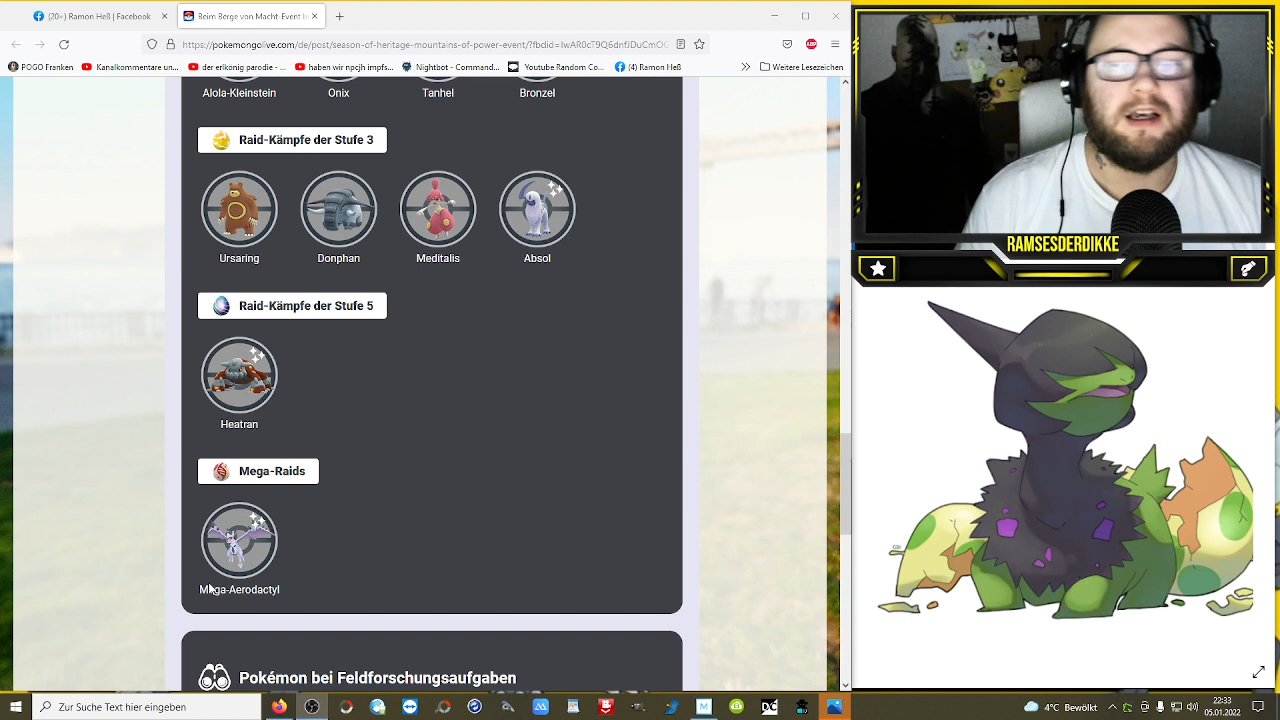 (20+) Ramon Heß | Facebook
Beim Berge von Macht-Event
https://pokemongolive.com/de/post/season-of-heritage-mountain-of-power-event/?fbclid=IwAR0
POGO Franken
Kanalkommentare un...
der erlkönig parodie - ...
haben wir npcjh impfs...
Nightbot - Comman...
Youtube Random Co...
(4) Ramon Heß
Weitere Lesezeichen
Alola-Kleinstein Onix Tanhel Bronzel
Raid-Kämpfe der Stufe 3
Ursaring Donphan Meditalis Absol
Raid-Kämpfe der Stufe 5
Heatran
Mega-Raids
Mega-Aerodactyl
Pokémon bei Feldforschungsaufgaben
RAMSESDERDIKKE
Zur Suche Text hier eingeben
4°C
22:33
05.01.2022